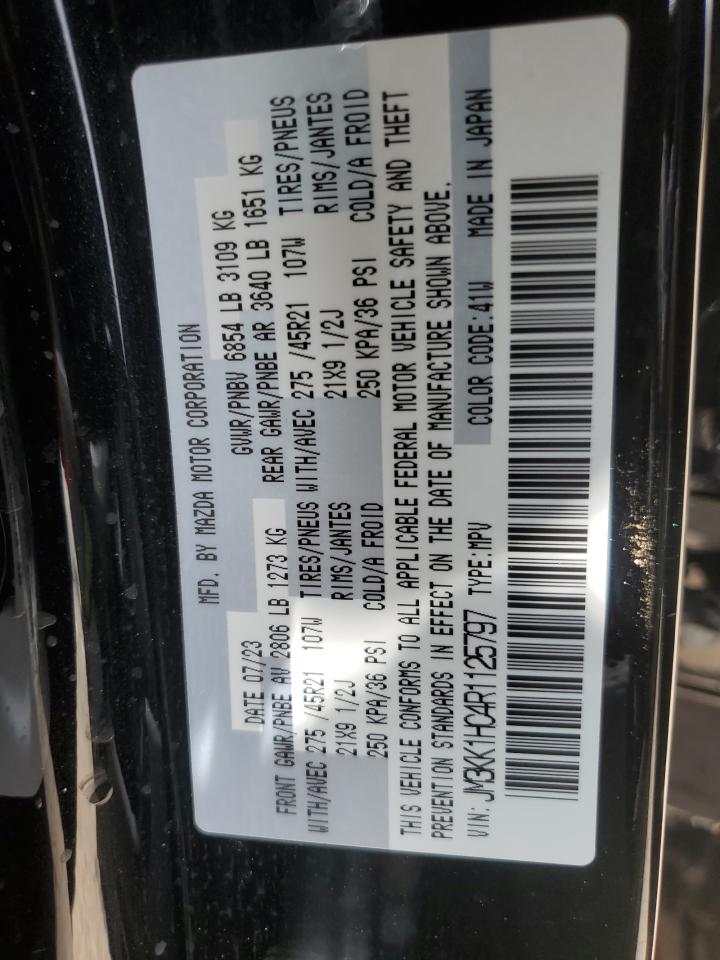 MFD. BY MAZDA MOTOR CORPORATION
DATE 07/23 GVWR/PNBV 6854 LB 3109 KG
FRONT GAWR/PNBE AV 2806 LB 1273 KG REAR GAWR/PNBE AR 3640 LB 1651 KG
WITH/AVEC 275 /45R21 107W TIRES/PNEUS WITH/AVEC 275 /45R21 107W TIRES/PNEUS
21X9 1/2J RIMS/JANTES 21X9 1/2J RIMS/JANTES
250 KPA/36 PSI COLD/A FROID 250 KPA/36 PSI COLD/A FROID
THIS VEHICLE CONFORMS TO ALL APPLICABLE FEDERAL MOTOR VEHICLE SAFETY AND THEFT
PREVENTION STANDARDS IN EFFECT ON THE DATE OF MANUFACTURE SHOWN ABOVE.
VIN: JM3KK1HC4R1125797 TYPE:MPV COLOR CODE:41W MADE IN JAPAN